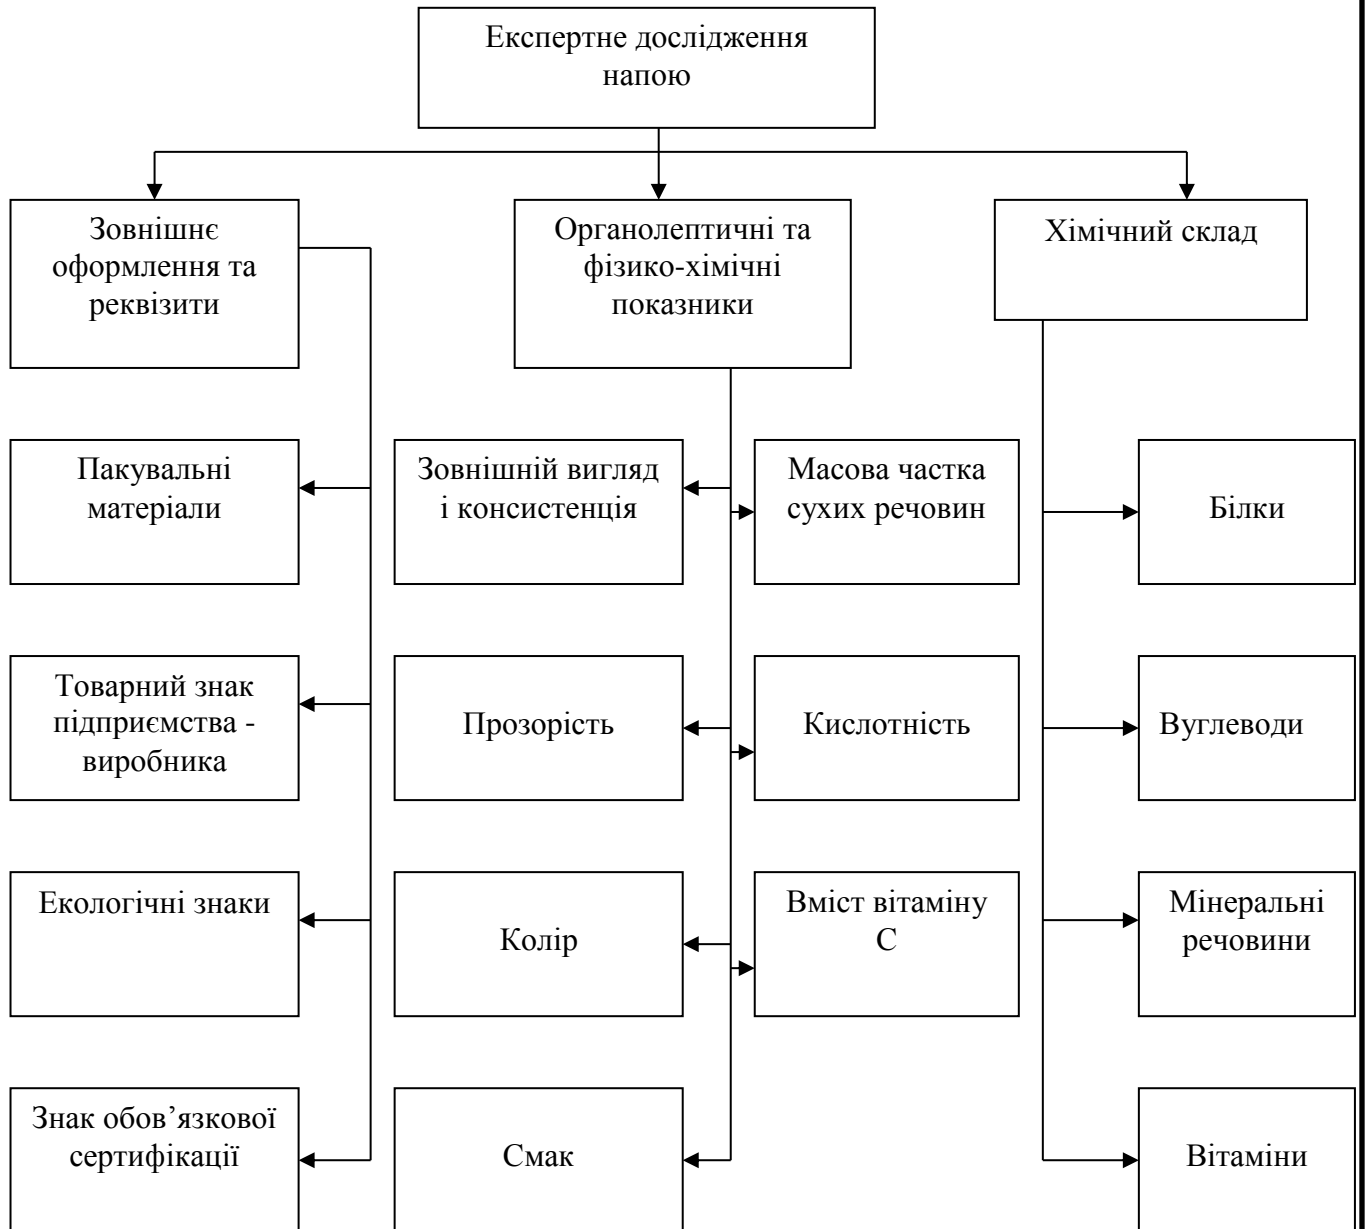 Експертне дослідження
напою
Зовнішнє
оформлення та
реквізити
Органолептичні та
фізико-хімічні
показники
Хімічний склад
Пакувальні
матеріали
Зовнішній вигляд
і консистенція
Масова частка
сухих речовин
Білки
Товарний знак
підприємства -
виробника
Прозорість
Кислотність
Вуглеводи
Екологічні знаки
Колір
Вміст вітаміну
С
Мінеральні
речовини
Знак обов’язкової
сертифікації
Смак
Вітаміни